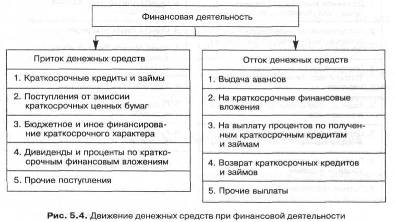 Финансовая деятельность
Приток денежных средств
1. Краткосрочные кредиты и займы
2. Поступления от эмиссии
краткосрочных ценных бумаг
3. Бюджетное и иное финансирова-
ние краткосрочного характера
4. Дивиденды и проценты по кратко-
срочным финансовым вложениям
5. Прочие поступления
Отток денежных средств
1. Выдача авансов
2. На краткосрочные финансовые
вложения
3. На выплату процентов по получен-
ным краткосрочным кредитам
и займам
4. Возврат краткосрочных кредитов
и займов
5. Прочие выплаты
Рис. 5.4. Движение денежных средств при финансовой деятельности